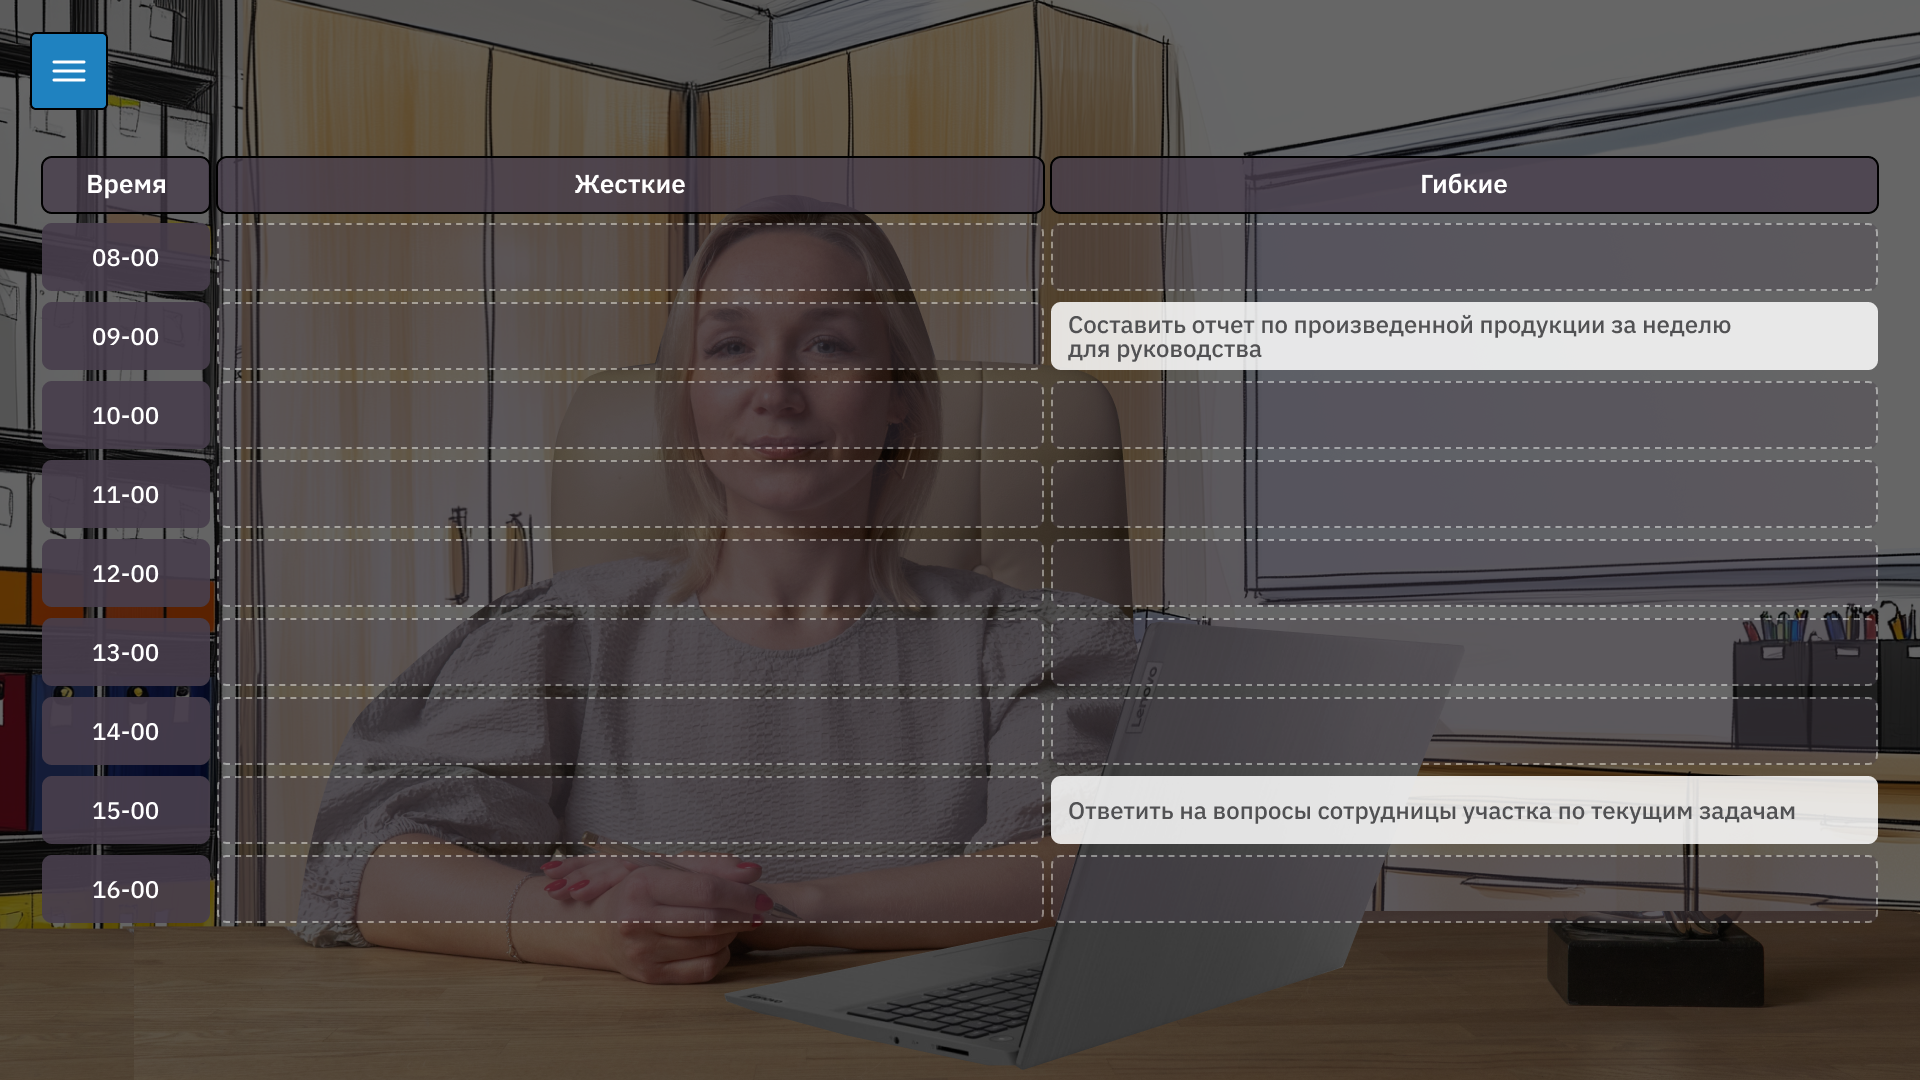 Время Жесткие Гибкие
08-00
09-00 Составить отчет по произведенной продукции за неделю
для руководства
10-00
11-00
12-00
13-00
14-00
15-00 Ответить на вопросы сотрудницы участка по текущим задачам
16-00
Lenovo